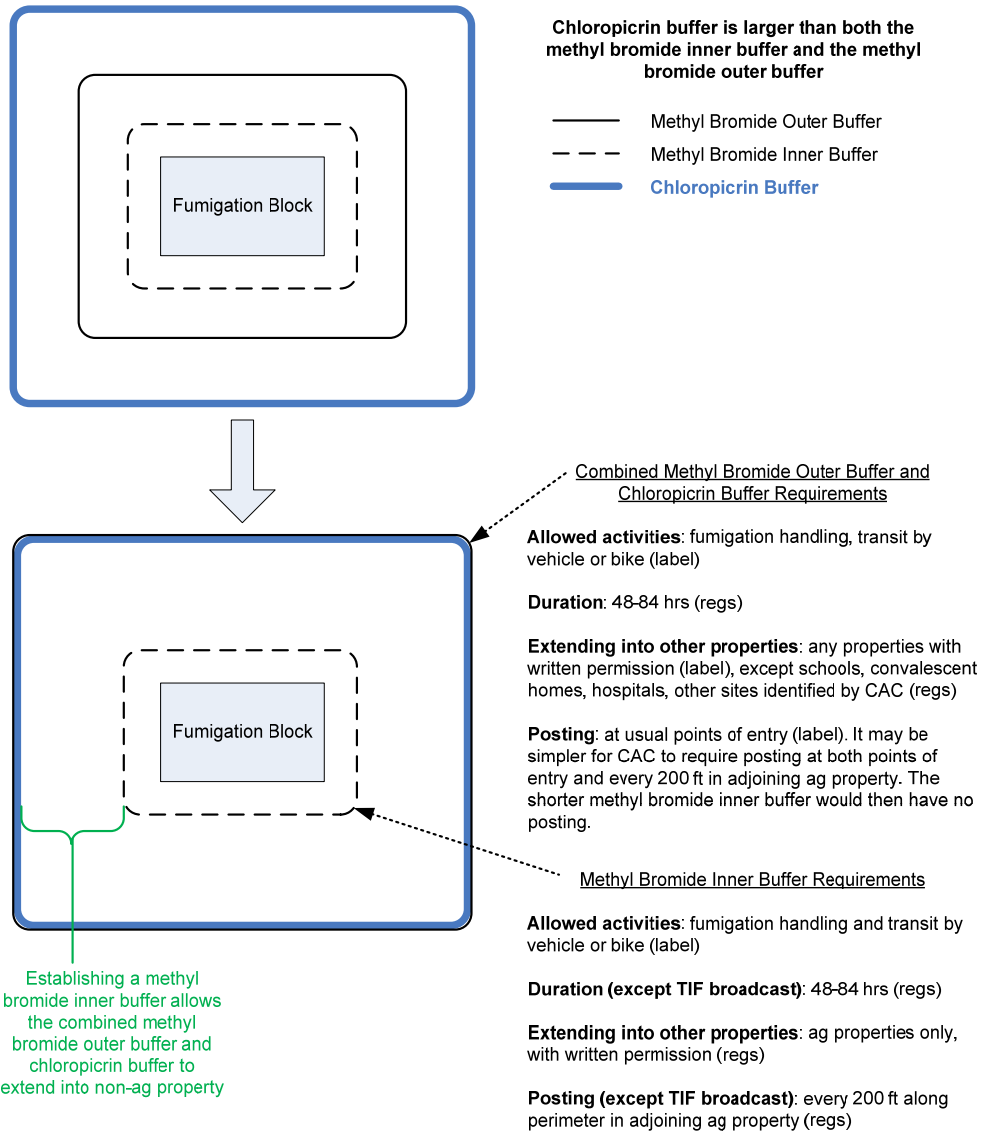 Chloropicrin buffer is larger than both the
methyl bromide inner buffer and the methyl
bromide outer buffer
Methyl Bromide Outer Buffer
Methyl Bromide Inner Buffer
Chloropicrin Buffer
Fumigation Block
Combined Methyl Bromide Outer Buffer and
Chloropicrin Buffer Requirements
Allowed activities: fumigation handling, transit by
vehicle or bike (label)
Duration: 48-84 hrs (regs)
Extending into other properties: any properties with
written permission (label), except schools, convalescent
homes, hospitals, other sites identified by CAC (regs)
Posting: at usual points of entry (label). It may be
simpler for CAC to require posting at both points of
entry and every 200 ft in adjoining ag property. The
shorter methyl bromide inner buffer would then have no
posting.
Fumigation Block
Methyl Bromide Inner Buffer Requirements
Allowed activities: fumigation handling and transit by
vehicle or bike (label)
Duration (except TIF broadcast): 48-84 hrs (regs)
Extending into other properties: ag properties only,
with written permission (regs)
Posting (except TIF broadcast): every 200 ft along
perimeter in adjoining ag property (regs)
Establishing a methyl
bromide inner buffer allows
the combined methyl
bromide outer buffer and
chloropicrin buffer to
extend into non-ag property